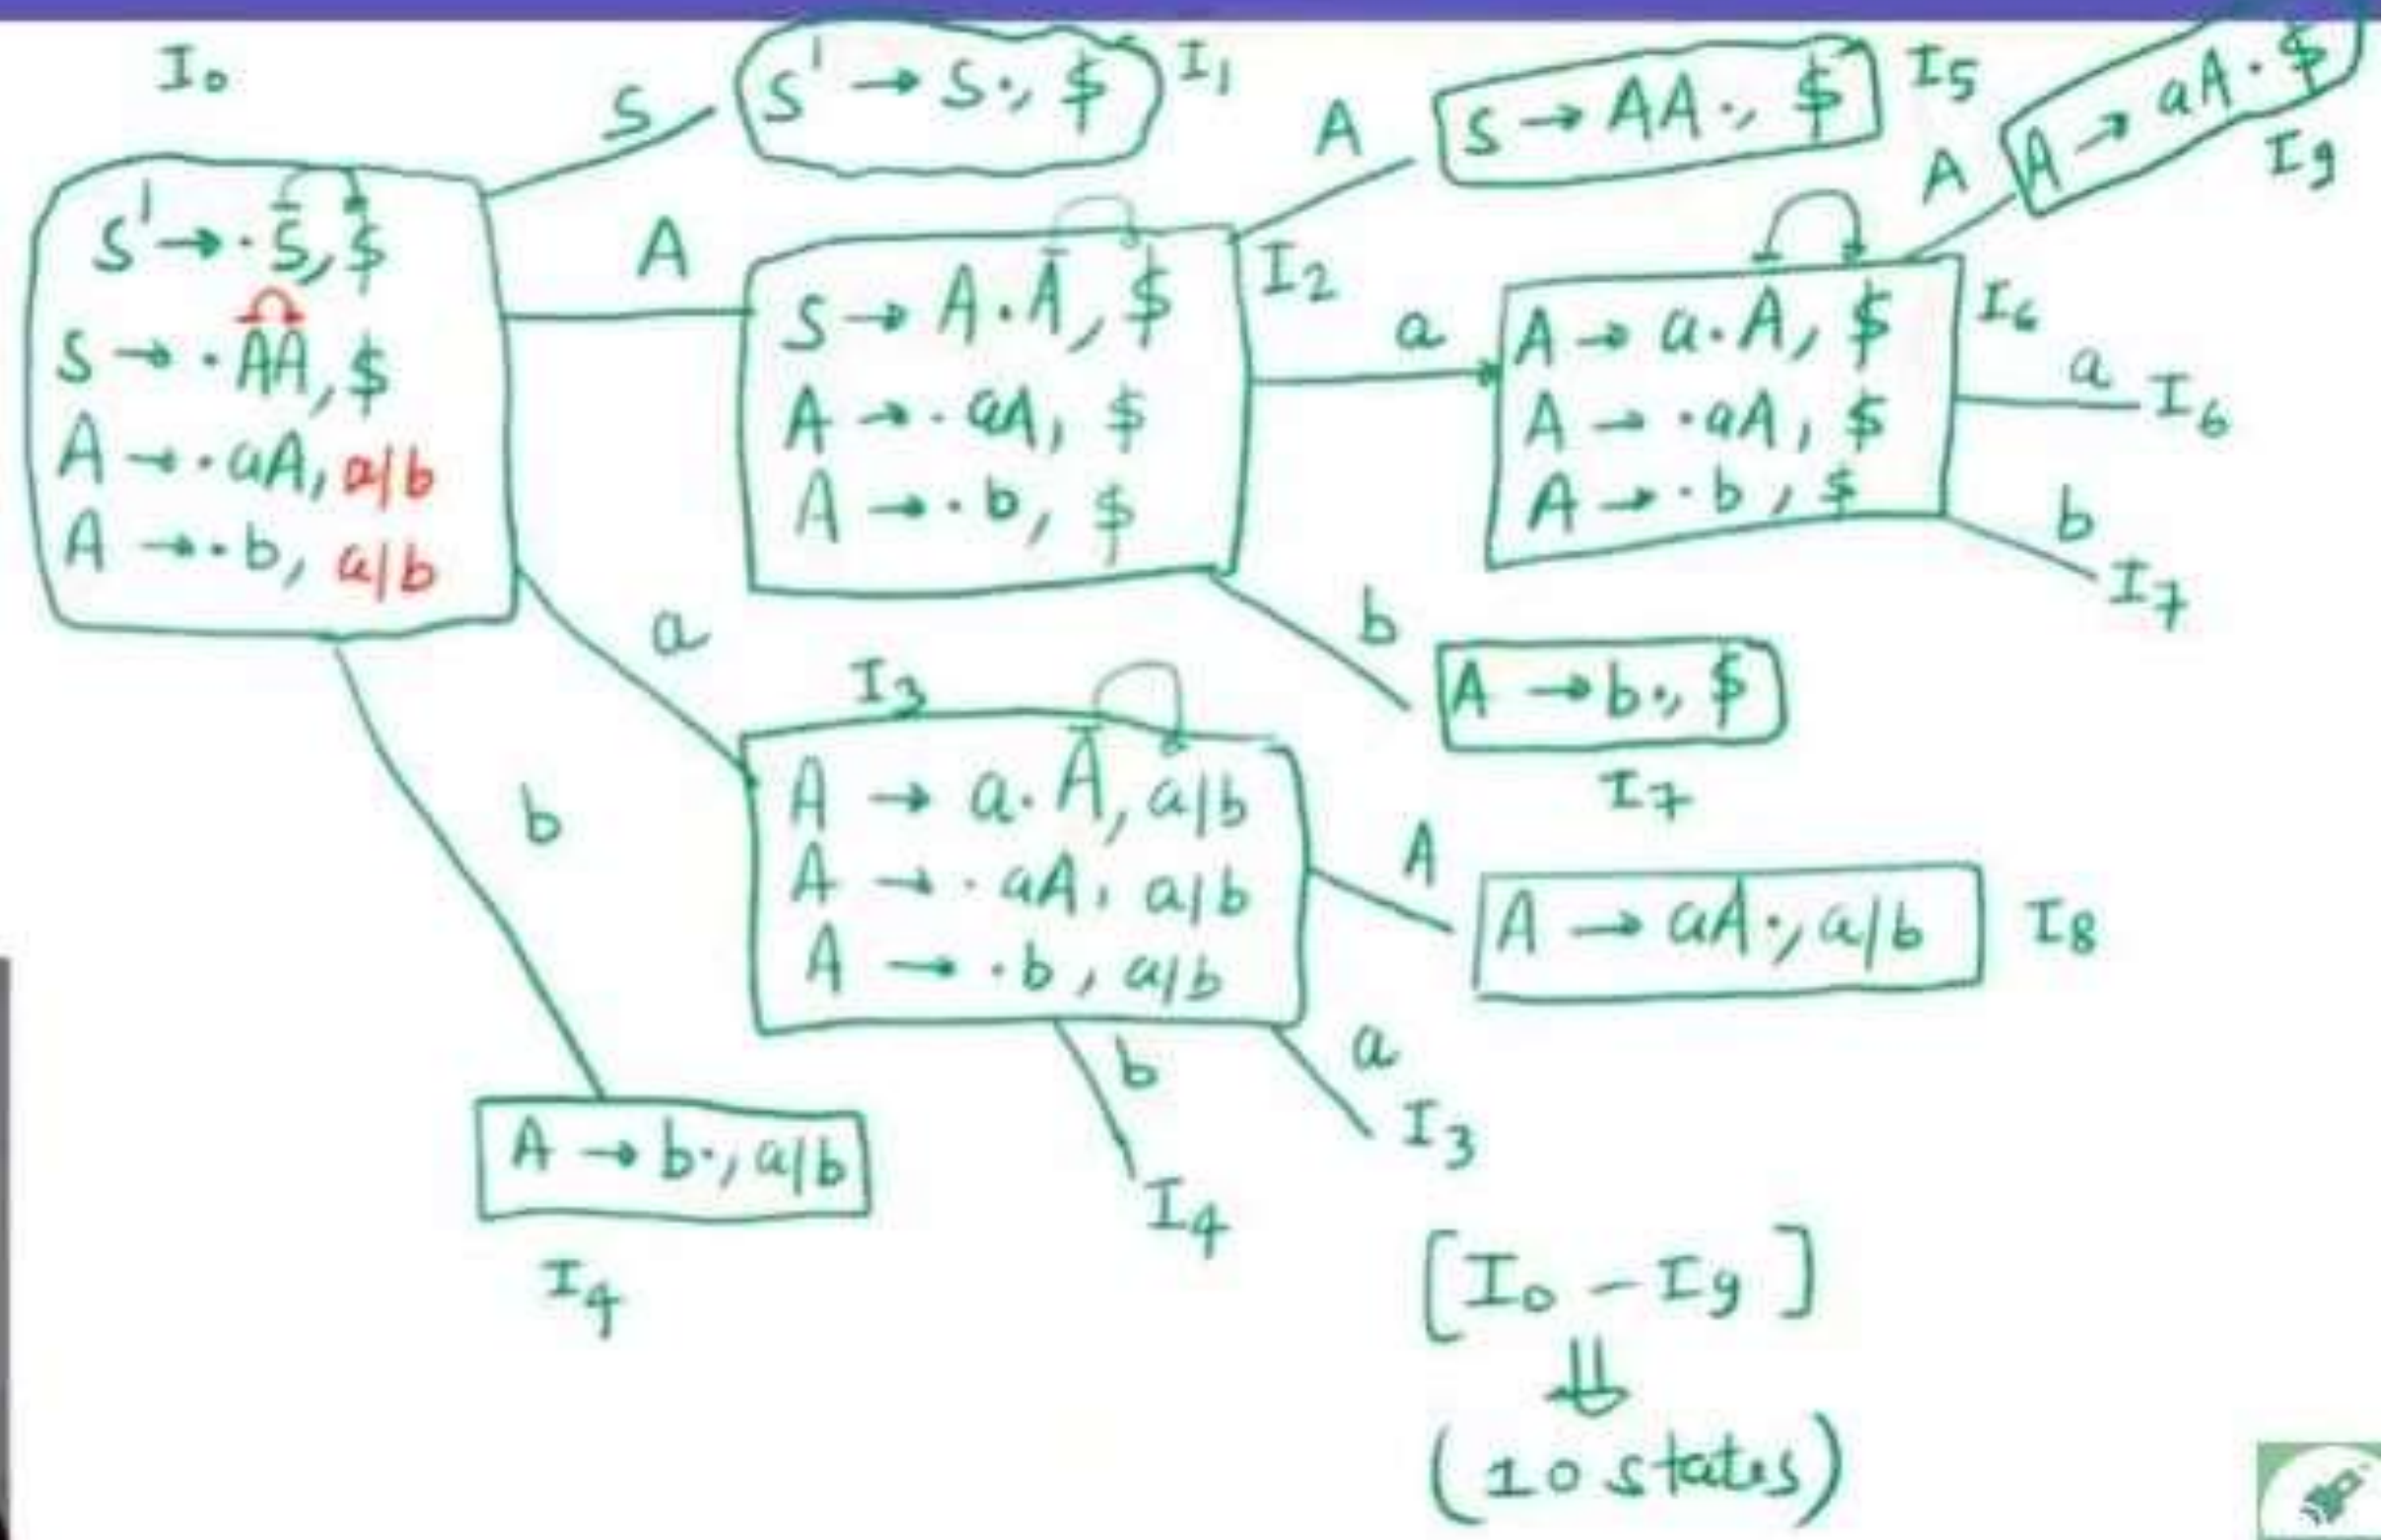 I0
S' → ·S, $
S → ·AA, $
A → ·aA, a/b
A → ·b, a/b
S
S' → S·, $
I1
A
S → A·A, $
A → ·aA, $
A → ·b, $
I2
A
S → AA·, $
I5
a
A → a·A, $
A → ·aA, $
A → ·b, $
I6
A
A → aA·$
I9
a I6
b
I7
b
A → b·, $
I7
a
I3
A → a·A, a/b
A → ·aA, a/b
A → ·b, a/b
A
A → aA·, a/b
I8
a
I3
b
I4
b
A → b·, a/b
I4
[I0 - I9]
⇓
(10 states)